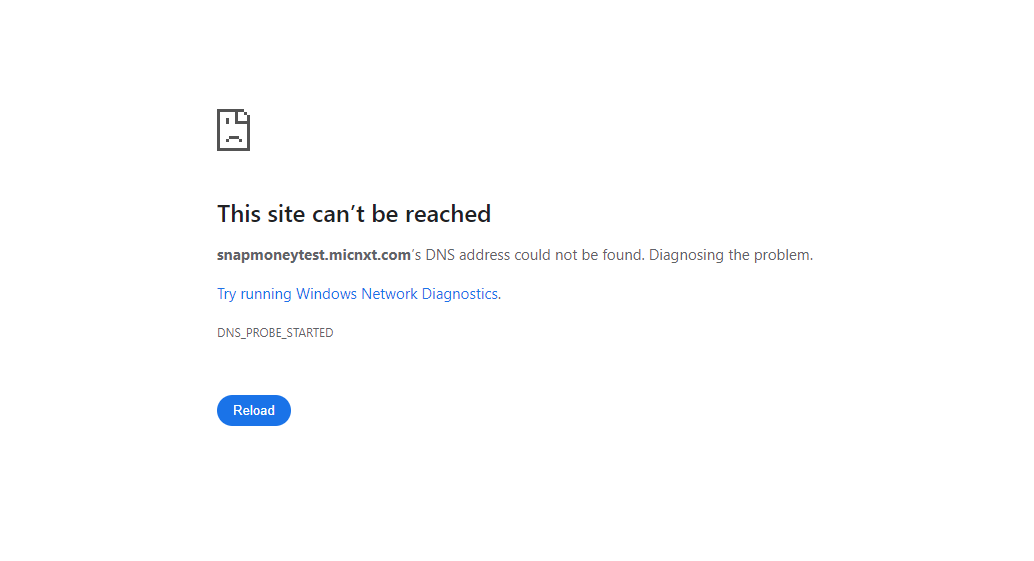 This site can’t be reached
snapmoneytest.micnxt.com’s DNS address could not be found. Diagnosing the problem.
Try running Windows Network Diagnostics.
DNS_PROBE_STARTED
Reload